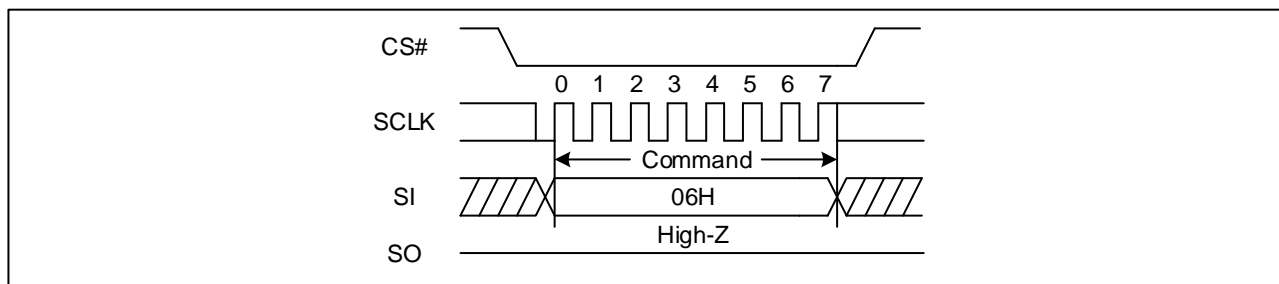 CS#
0 1 2 3 4 5 6 7
SCLK
Command
SI
06H
High-Z
SO